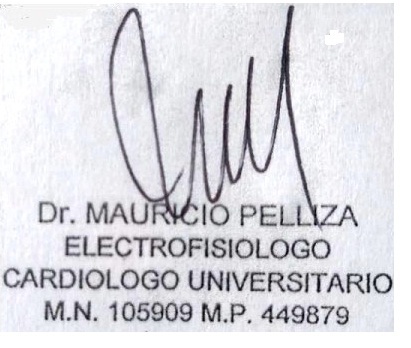 Dr. MAURICIO PELLIZA
ELECTROFISIOLOGO
CARDIOLOGO UNIVERSITARIO
M.N. 105909 M.P. 449879